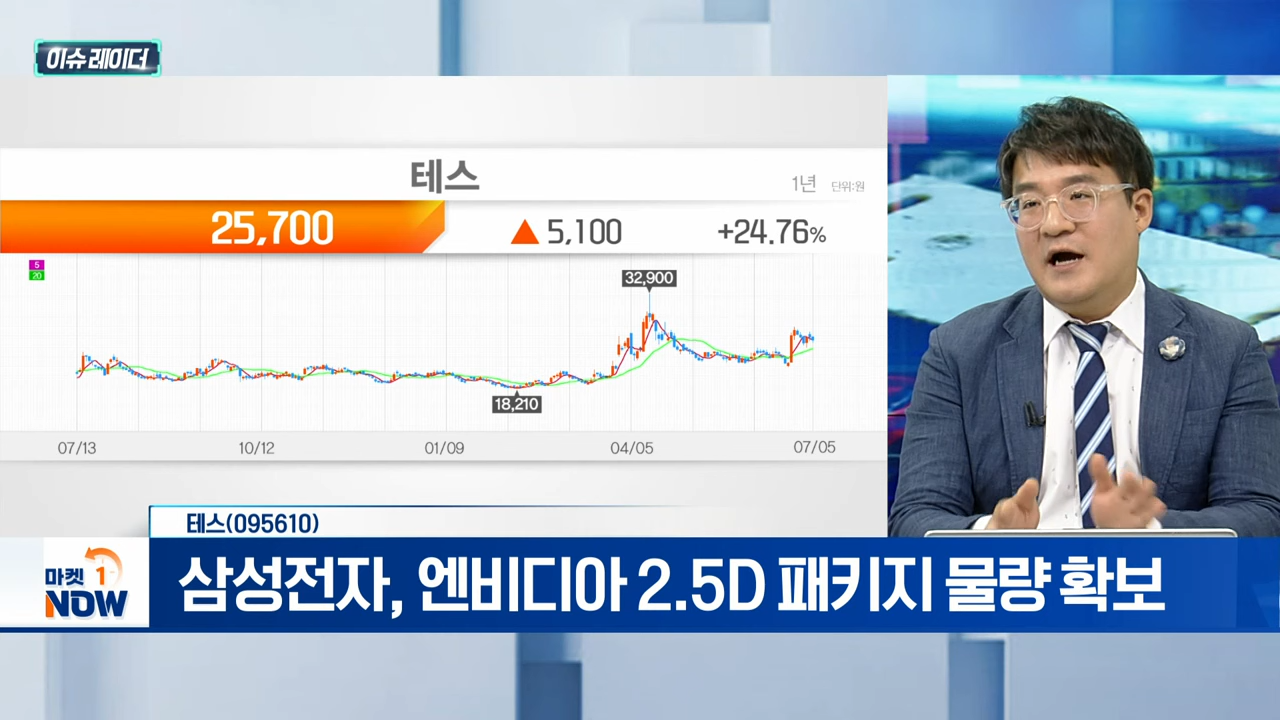 이슈 레이더
테스
1년 단위:원
25,700 ▲ 5,100 +24.76%
5
20
32,900
18,210
07/13 10/12 01/09 04/05 07/05
테스(095610)
마켓 1
NOW
삼성전자, 엔비디아 2.5D 패키지 물량 확보